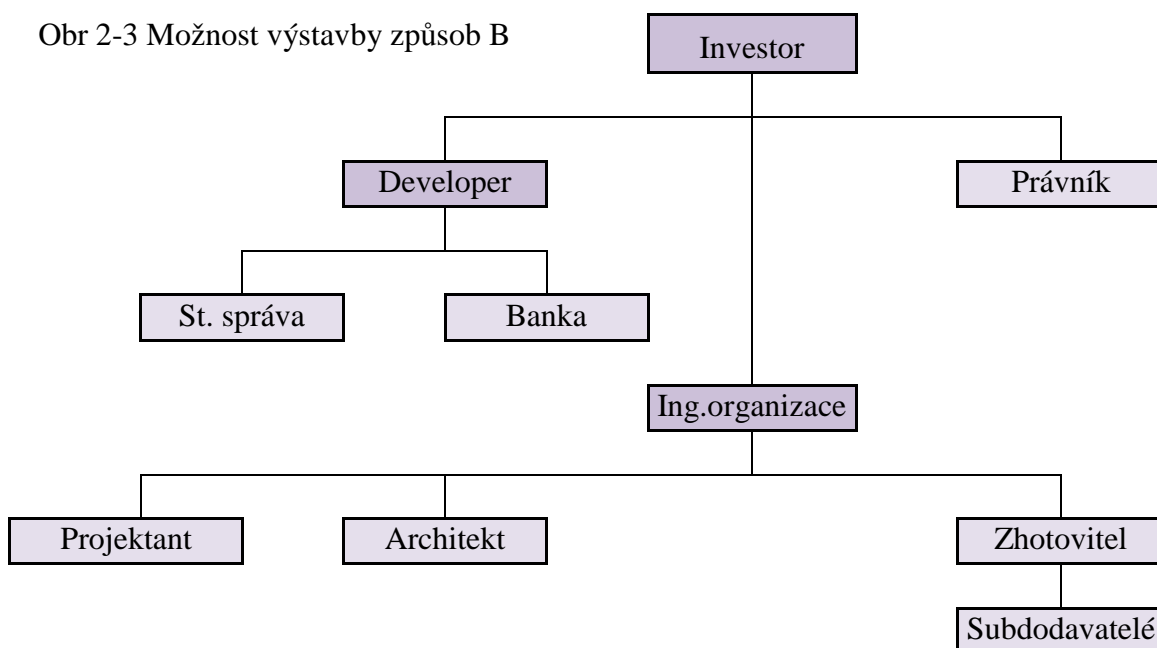 Obr 2-3 Možnost výstavby způsob B
Investor
Developer
Právník
St. správa
Banka
Ing.organizace
Projektant
Architekt
Zhotovitel
Subdodavatelé